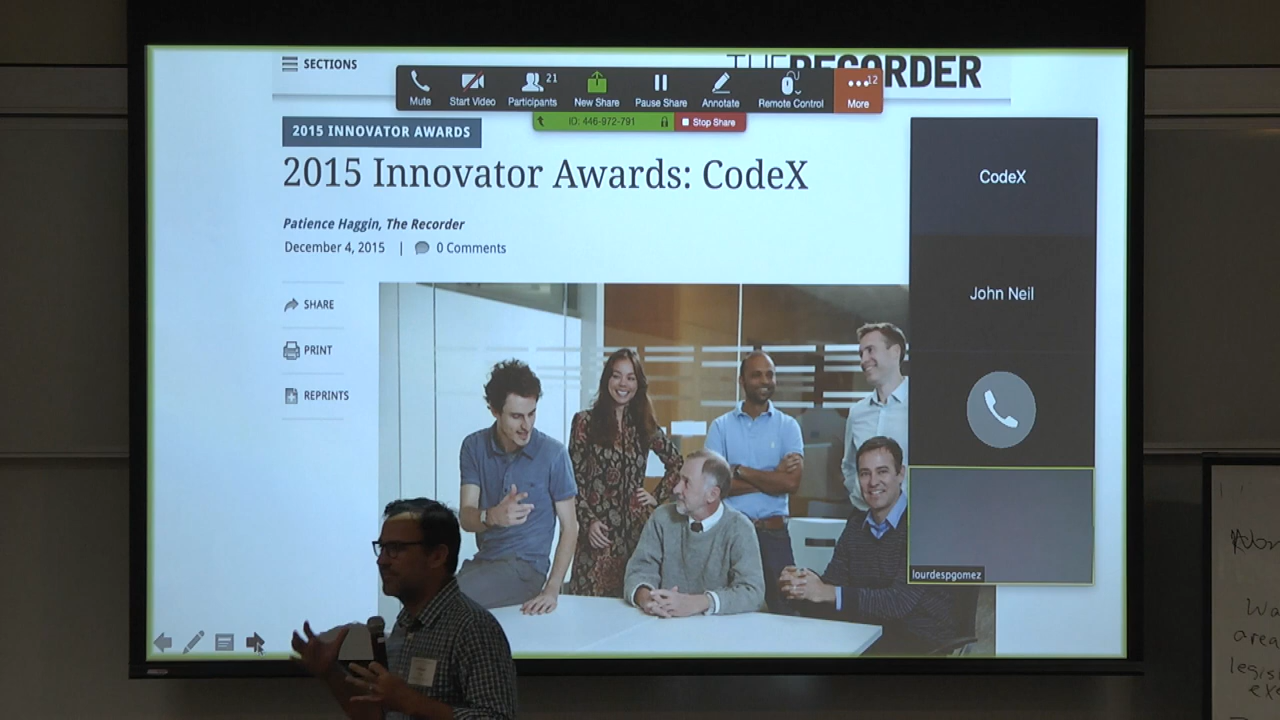 SECTIONS
THE RECORDER
21
12
Mute
Start Video
Participants
New Share
Pause Share
Annotate
Remote Control
More
ID: 446-972-791
Stop Share
2015 INNOVATOR AWARDS
2015 Innovator Awards: CodeX
Patience Haggin, The Recorder
December 4, 2015 | 0 Comments
SHARE
PRINT
REPRINTS
CodeX
John Neil
lourdespgomez
area